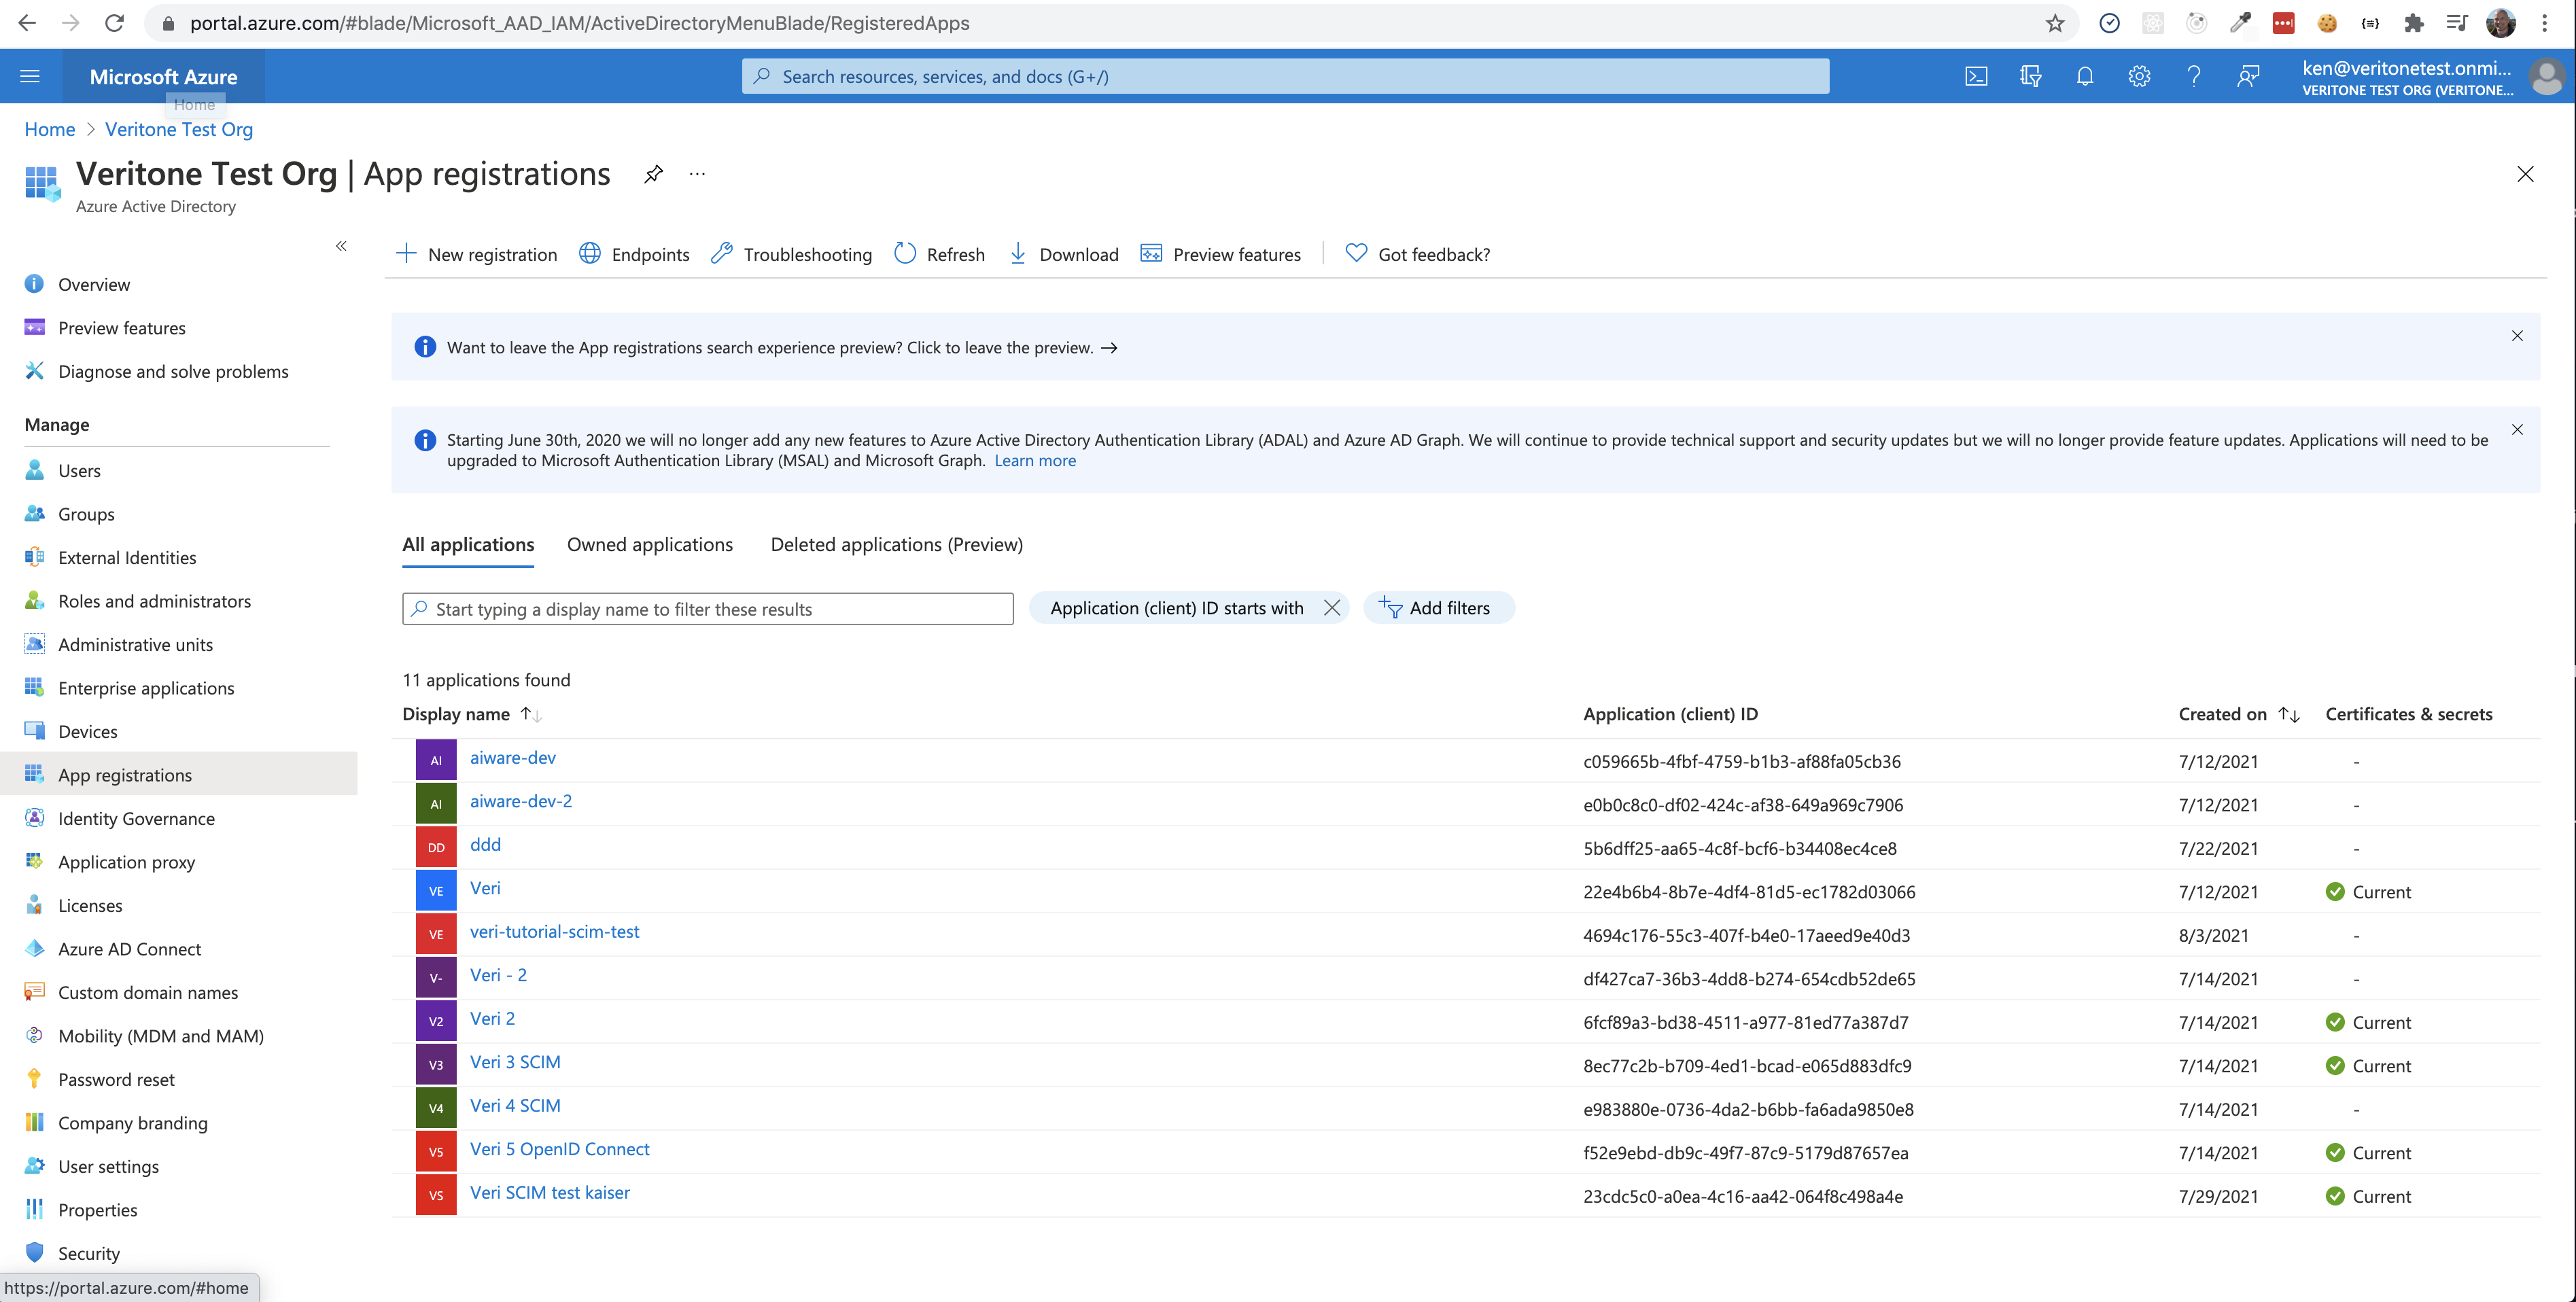 portal.azure.com/#blade/Microsoft_AAD_IAM/ActiveDirectoryMenuBlade/RegisteredApps
Microsoft Azure
Search resources, services, and docs (G+/)
ken@veritonetest.onmi...
VERITONE TEST ORG (VERITONE...
Home
Home > Veritone Test Org
Veritone Test Org | App registrations
Azure Active Directory
New registration
Endpoints
Troubleshooting
Refresh
Download
Preview features
Got feedback?
Overview
Preview features
Diagnose and solve problems
Manage
Users
Groups
External Identities
Roles and administrators
Administrative units
Enterprise applications
Devices
App registrations
Identity Governance
Application proxy
Licenses
Azure AD Connect
Custom domain names
Mobility (MDM and MAM)
Password reset
Company branding
User settings
Properties
Security
Want to leave the App registrations search experience preview? Click to leave the preview. →
Starting June 30th, 2020 we will no longer add any new features to Azure Active Directory Authentication Library (ADAL) and Azure AD Graph. We will continue to provide technical support and security updates but we will no longer provide feature updates. Applications will need to be
upgraded to Microsoft Authentication Library (MSAL) and Microsoft Graph. Learn more
All applications
Owned applications
Deleted applications (Preview)
Start typing a display name to filter these results
Application (client) ID starts with
Add filters
11 applications found
Display name ↑↓ Application (client) ID Created on ↑↓ Certificates & secrets
AI aiware-dev c059665b-4fbf-4759-b1b3-af88fa05cb36 7/12/2021 -
AI aiware-dev-2 e0b0c8c0-df02-424c-af38-649a969c7906 7/12/2021 -
DD ddd 5b6dff25-aa65-4c8f-bcf6-b34408ec4ce8 7/22/2021 -
VE Veri 22e4b6b4-8b7e-4df4-81d5-ec1782d03066 7/12/2021 Current
VE veri-tutorial-scim-test 4694c176-55c3-407f-b4e0-17aeed9e40d3 8/3/2021 -
V- Veri - 2 df427ca7-36b3-4dd8-b274-654cdb52de65 7/14/2021 -
V2 Veri 2 6fcf89a3-bd38-4511-a977-81ed77a387d7 7/14/2021 Current
V3 Veri 3 SCIM 8ec77c2b-b709-4ed1-bcad-e065d883dfc9 7/14/2021 Current
V4 Veri 4 SCIM e983880e-0736-4da2-b6bb-fa6ada9850e8 7/14/2021 -
V5 Veri 5 OpenID Connect f52e9ebd-db9c-49f7-87c9-5179d87657ea 7/14/2021 Current
VS Veri SCIM test kaiser 23cdc5c0-a0ea-4c16-aa42-064f8c498a4e 7/29/2021 Current
https://portal.azure.com/#home